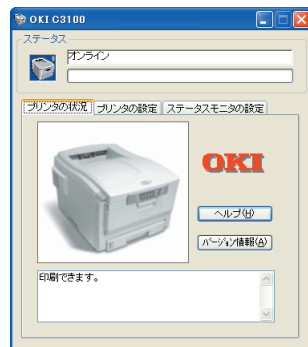 OKI C3100
ステータス
オンライン
プリンタの状況 プリンタの設定 ステータスモニタの設定
OKI
ヘルプ(H)
バージョン情報(A)
印刷できます。